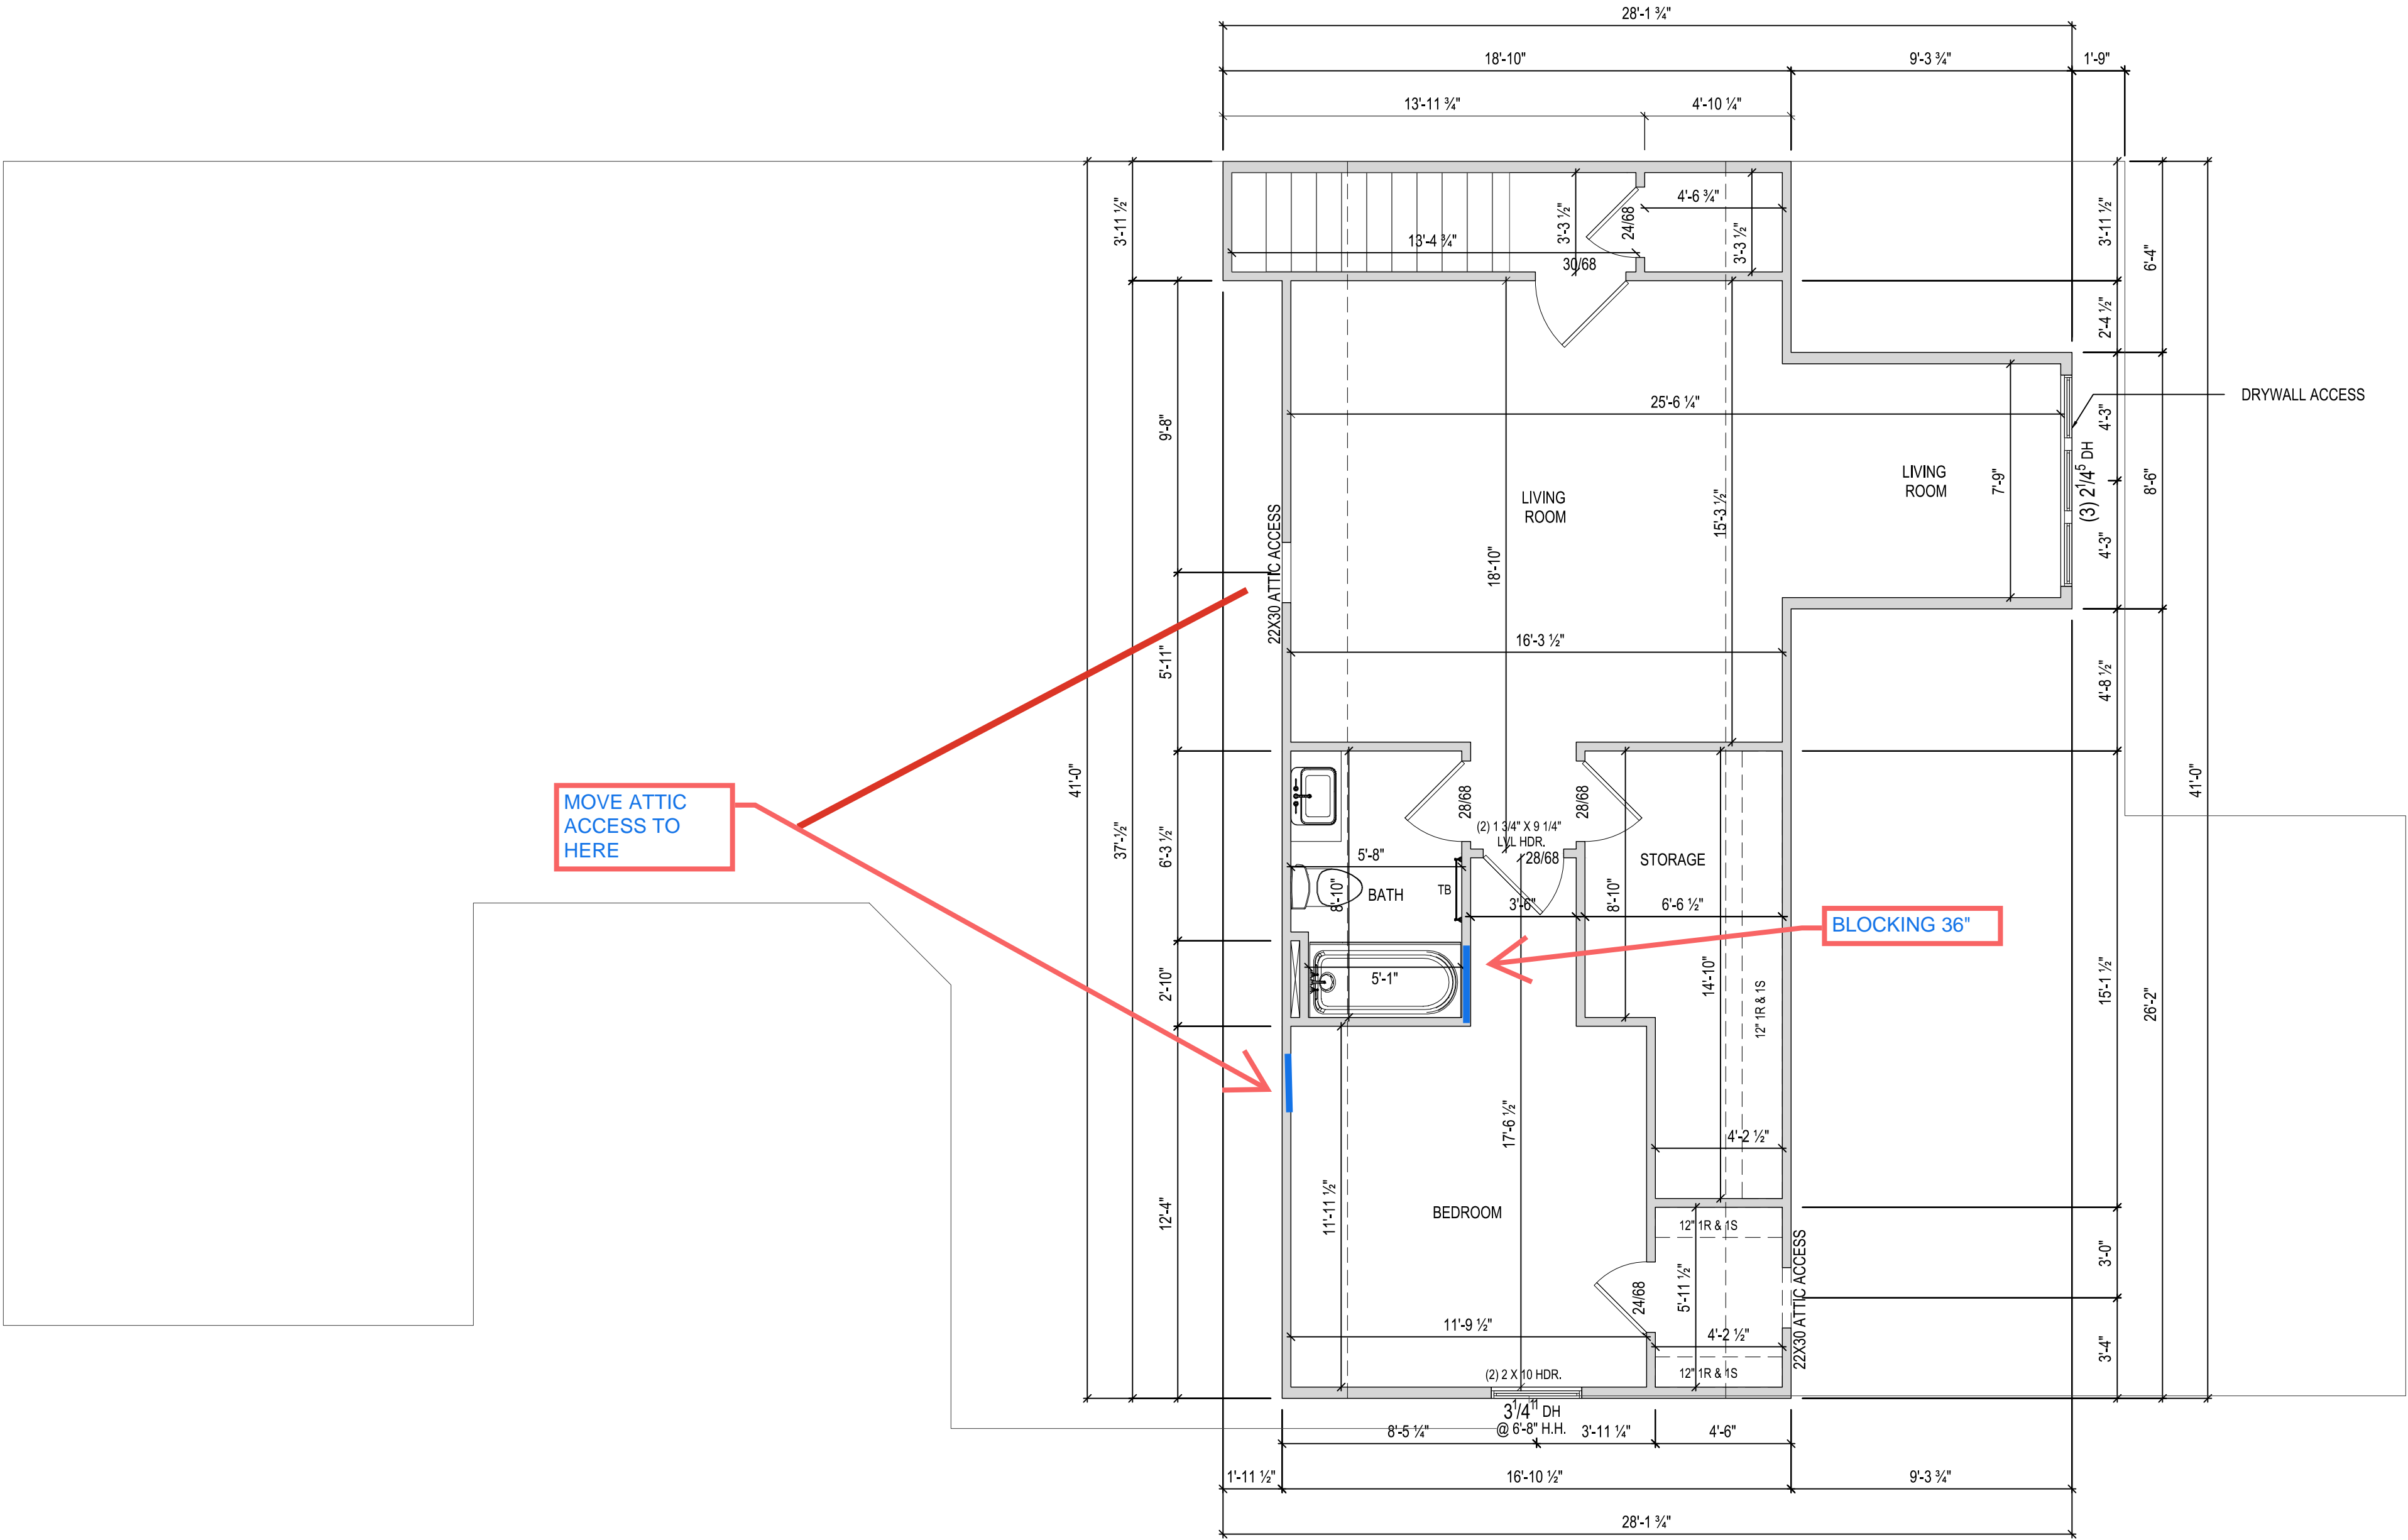 28'-1 ¾"
18'-10"
9'-3 ¾"
1'-9"
13'-11 ¾"
4'-10 ¼"
3'-11 ½"
3'-3 ½"
24/68
4'-6 ¾"
3'-3 ½"
13'-4 ¾"
30/68
3'-11 ½"
6'-4"
2'-4 ½"
9'-8"
25'-6 ¼"
4'-3"
DRYWALL ACCESS
LIVING
ROOM
LIVING
ROOM
7'-9"
(3) 2¹/4⁵ DH
8'-6"
15'-3 ½"
18'-10"
4'-3"
22X30 ATTIC ACCESS
5'-11"
16'-3 ½"
4'-8 ½"
41'-0"
41'-0"
MOVE ATTIC
ACCESS TO
HERE
37'-½"
6'-3 ½"
28/68
28/68
(2) 1 3/4" X 9 1/4"
LVL HDR.
28/68
5'-8"
STORAGE
8'-10"
BATH
TB
3'-6"
8'-10"
6'-6 ½"
BLOCKING 36"
2'-10"
5'-1"
14'-10"
12" 1R & 1S
15'-1 ½"
26'-2"
17'-6 ½"
4'-2 ½"
12'-4"
11'-11 ½"
BEDROOM
12" 1R & 1S
3'-0"
24/68
5'-11 ½"
22X30 ATTIC ACCESS
11'-9 ½"
4'-2 ½"
3'-4"
(2) 2 X 10 HDR.
12" 1R & 1S
3¹/4¹¹ DH
@ 6'-8" H.H.
8'-5 ¼"
3'-11 ¼"
4'-6"
1'-11 ½"
16'-10 ½"
9'-3 ¾"
28'-1 ¾"